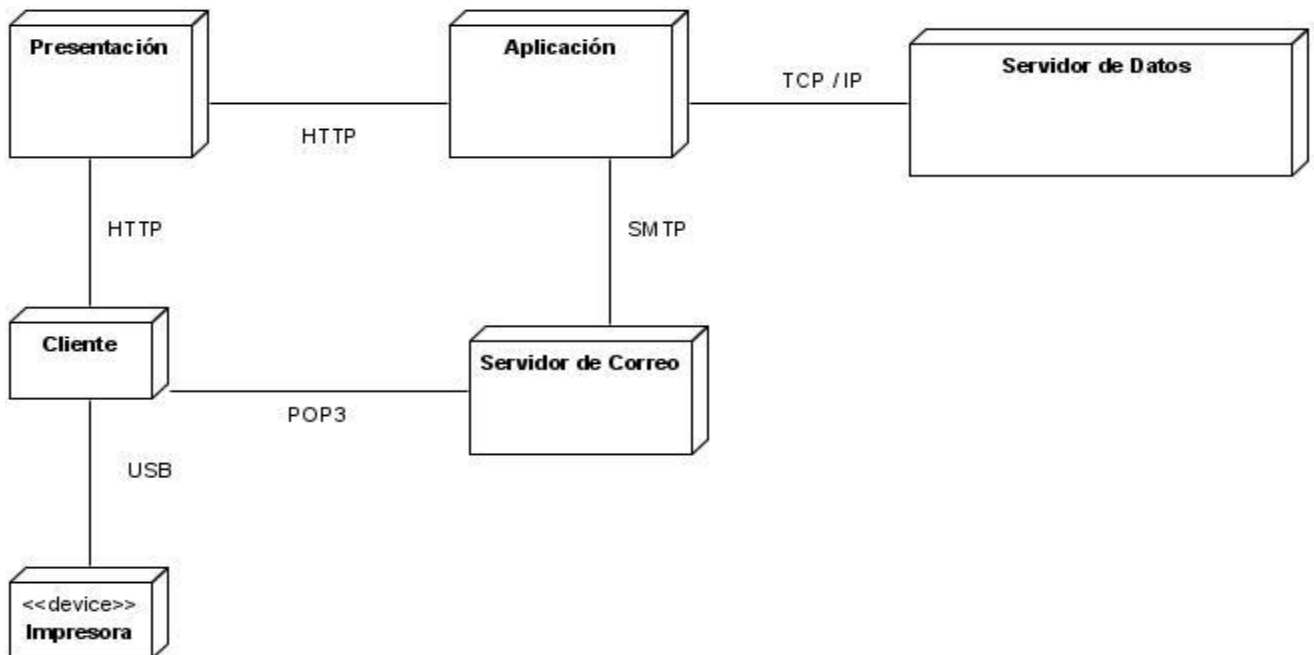 Presentación
Aplicación
Servidor de Datos
TCP / IP
HTTP
HTTP
SMTP
Cliente
Servidor de Correo
POP3
USB
<<device>>
Impresora